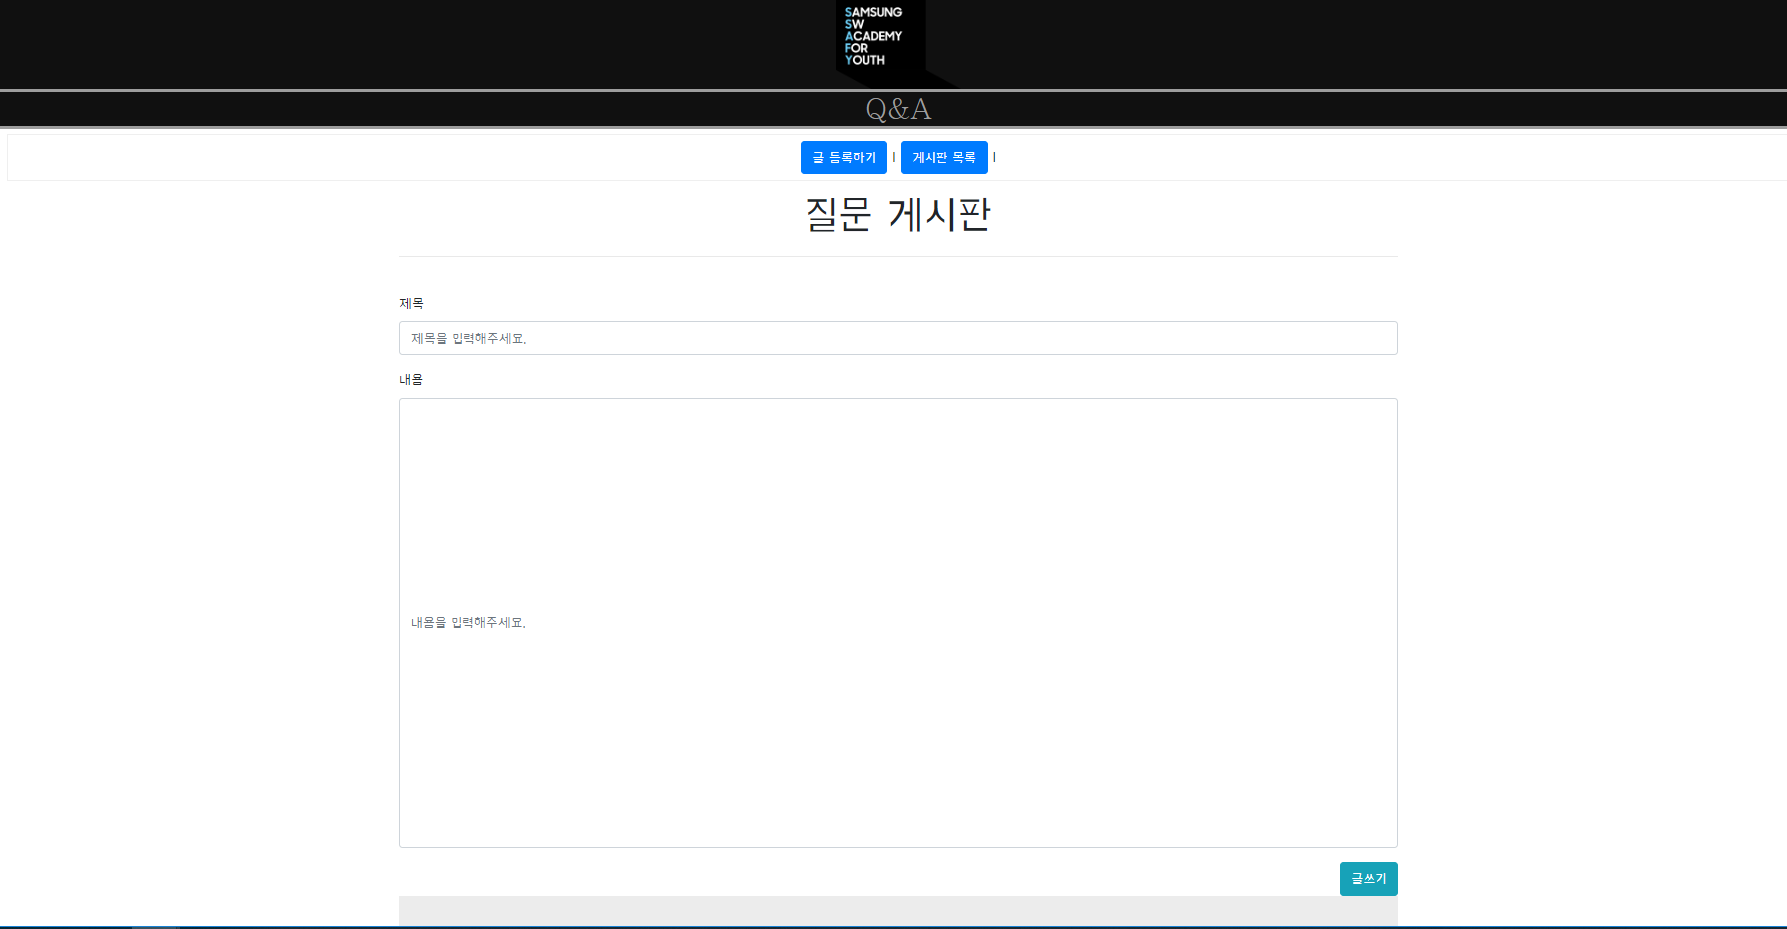 SAMSUNG
SW
ACADEMY
FOR
YOUTH
Q&A
글 등록하기 | 게시판 목록 |
질문 게시판
제목
제목을 입력해주세요.
내용
내용을 입력해주세요.
글쓰기